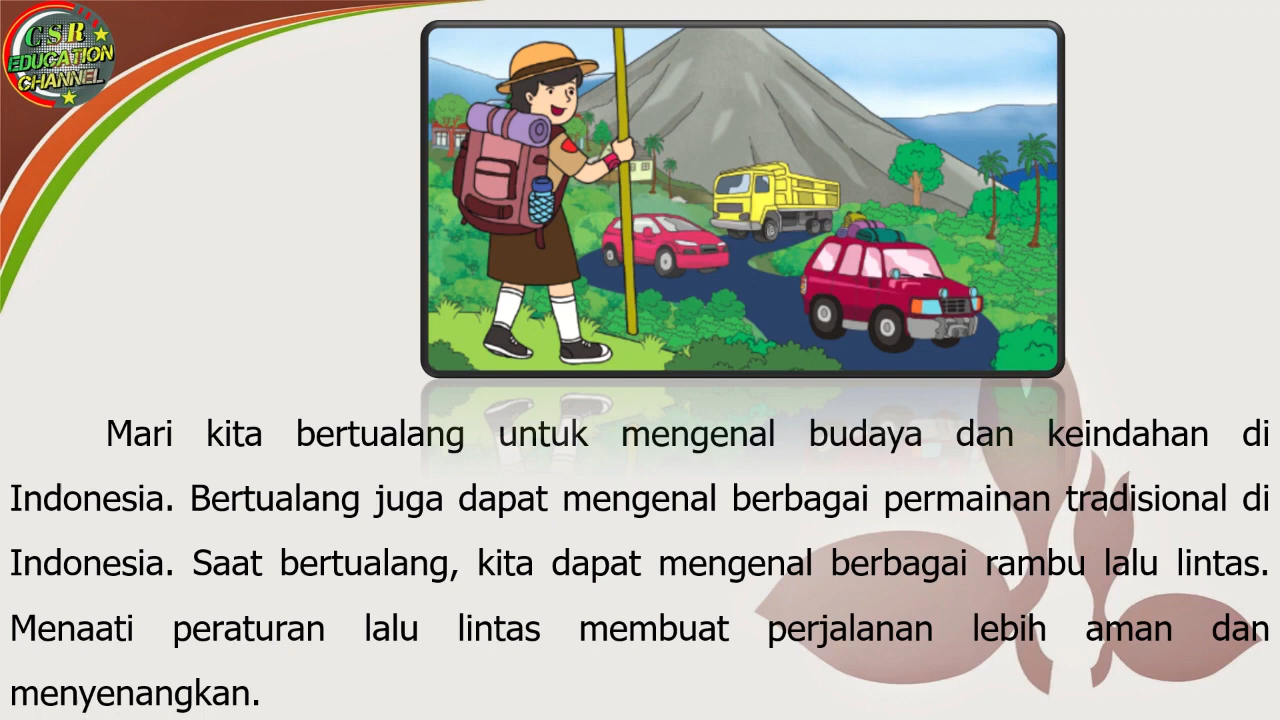 CSR
EDUCATION
CHANNEL
Mari kita bertualang untuk mengenal budaya dan keindahan di
Indonesia. Bertualang juga dapat mengenal berbagai permainan tradisional di
Indonesia. Saat bertualang, kita dapat mengenal berbagai rambu lalu lintas.
Menaati peraturan lalu lintas membuat perjalanan lebih aman dan
menyenangkan.